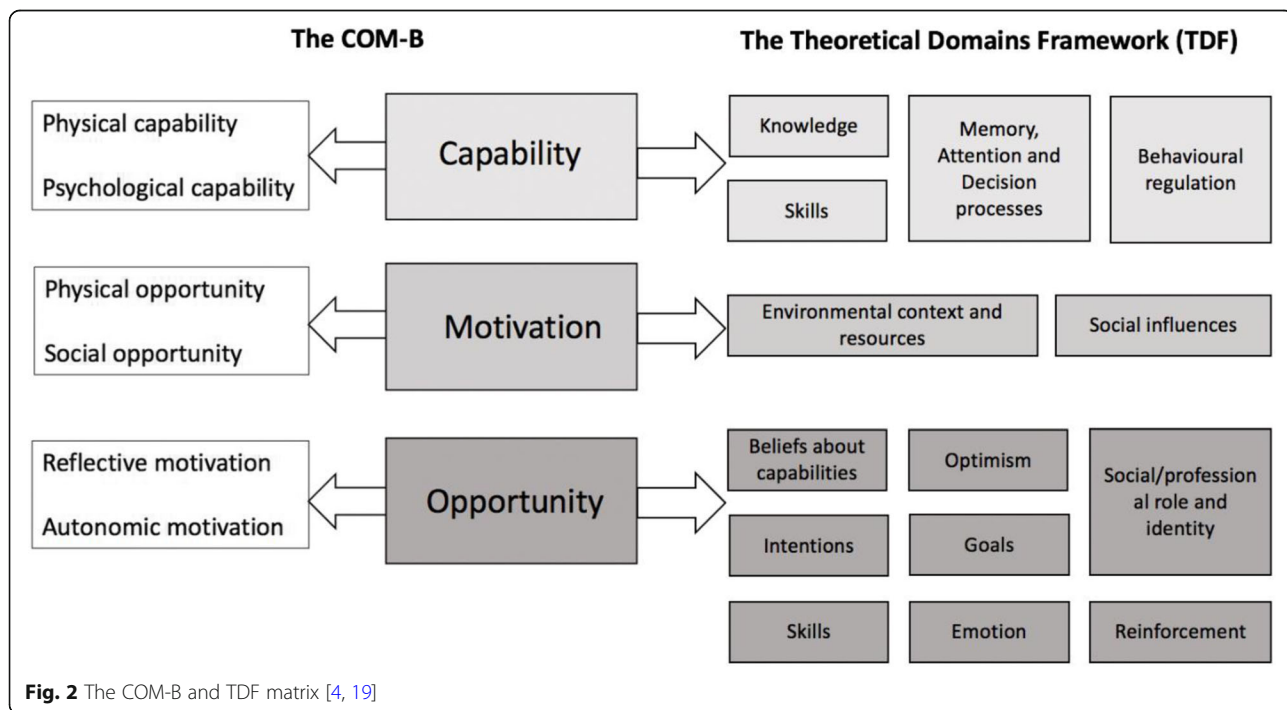 The COM-B
The Theoretical Domains Framework (TDF)
Physical capability
Psychological capability
Capability
Knowledge
Skills
Memory,
Attention and
Decision
processes
Behavioural
regulation
Physical opportunity
Social opportunity
Motivation
Environmental context and
resources
Social influences
Reflective motivation
Autonomic motivation
Opportunity
Beliefs about
capabilities
Optimism
Social/profession
al role and
identity
Intentions
Goals
Skills
Emotion
Reinforcement
Fig. 2 The COM-B and TDF matrix [4, 19]